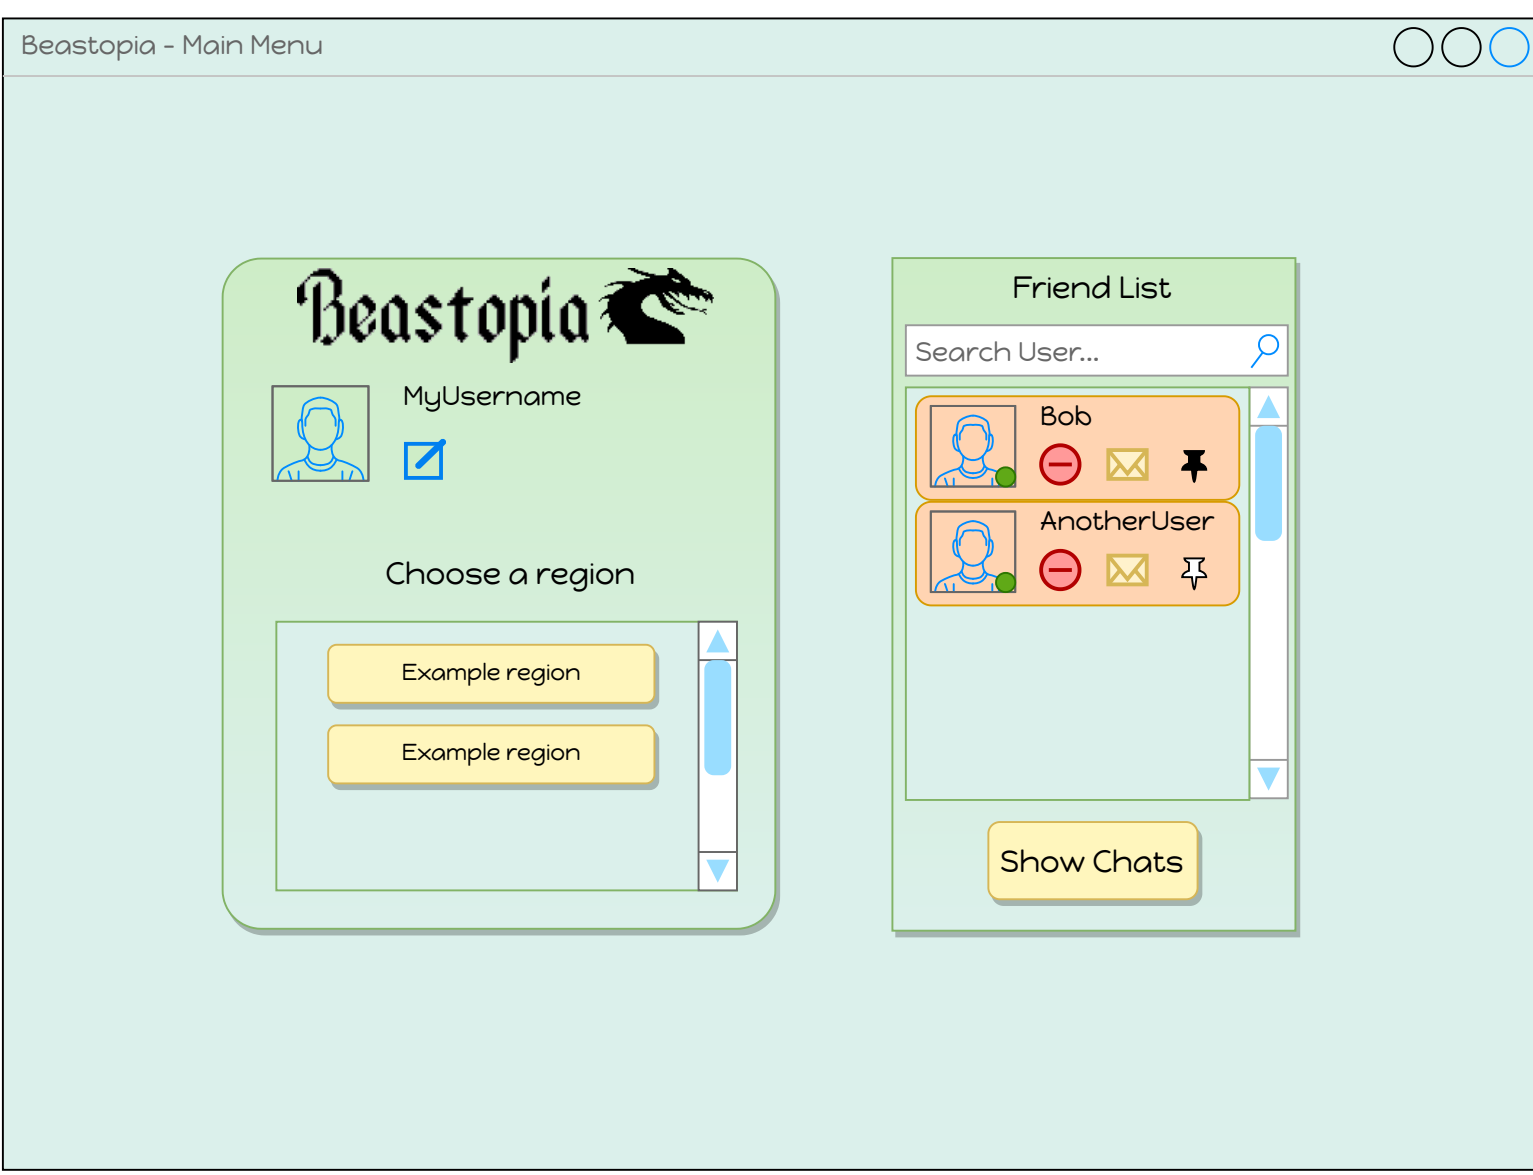 Beastopia - Main Menu
Beastopia
MyUsername
Choose a region
Example region
Example region
Friend List
Search User...
Bob
AnotherUser
Show Chats